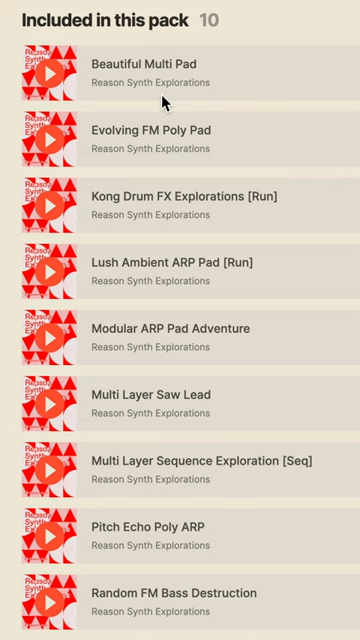 Included in this pack 10
Reason Synth Explorations
Beautiful Multi Pad
Reason Synth Explorations
Evolving FM Poly Pad
Reason Synth Explorations
Kong Drum FX Explorations [Run]
Reason Synth Explorations
Lush Ambient ARP Pad [Run]
Reason Synth Explorations
Modular ARP Pad Adventure
Reason Synth Explorations
Multi Layer Saw Lead
Reason Synth Explorations
Multi Layer Sequence Exploration [Seq]
Reason Synth Explorations
Pitch Echo Poly ARP
Reason Synth Explorations
Random FM Bass Destruction
Reason Synth Explorations